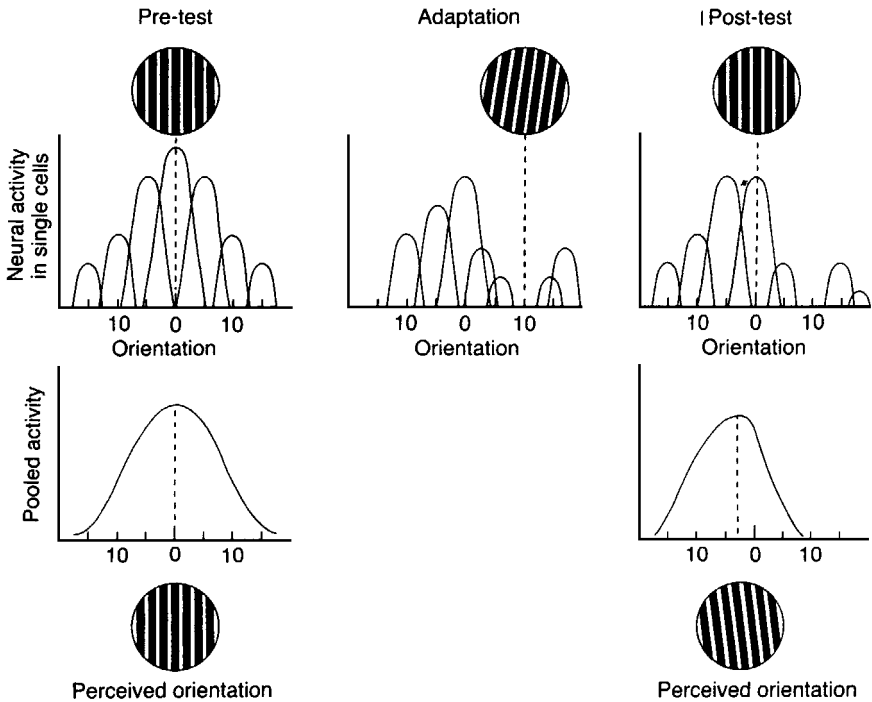 Pre-test
Adaptation
Post-test
Neural activity
in single cells
10 0 10
Orientation
10 0 10
Orientation
10 0 10
Orientation
Pooled activity
10 0 10
10 0 10
Perceived orientation
Perceived orientation